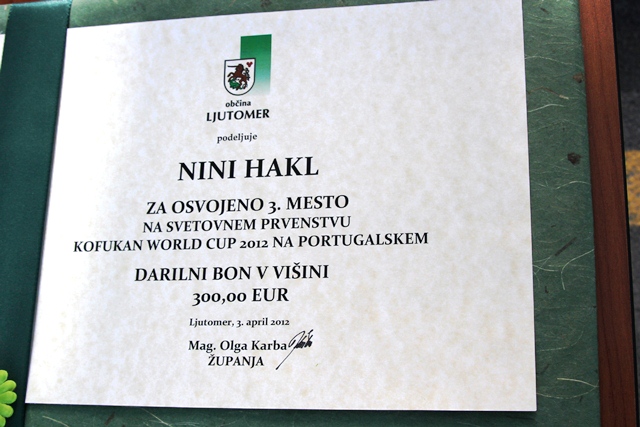 občina
LJUTOMER
podeljuje
NINI HAKL
ZA OSVOJENO 3. MESTO
NA SVETOVNEM PRVENSTVU
KOFUKAN WORLD CUP 2012 NA PORTUGALSKEM
DARILNI BON V VIŠINI
300,00 EUR
Ljutomer, 3. april 2012
Mag. Olga Karba
ŽUPANJA